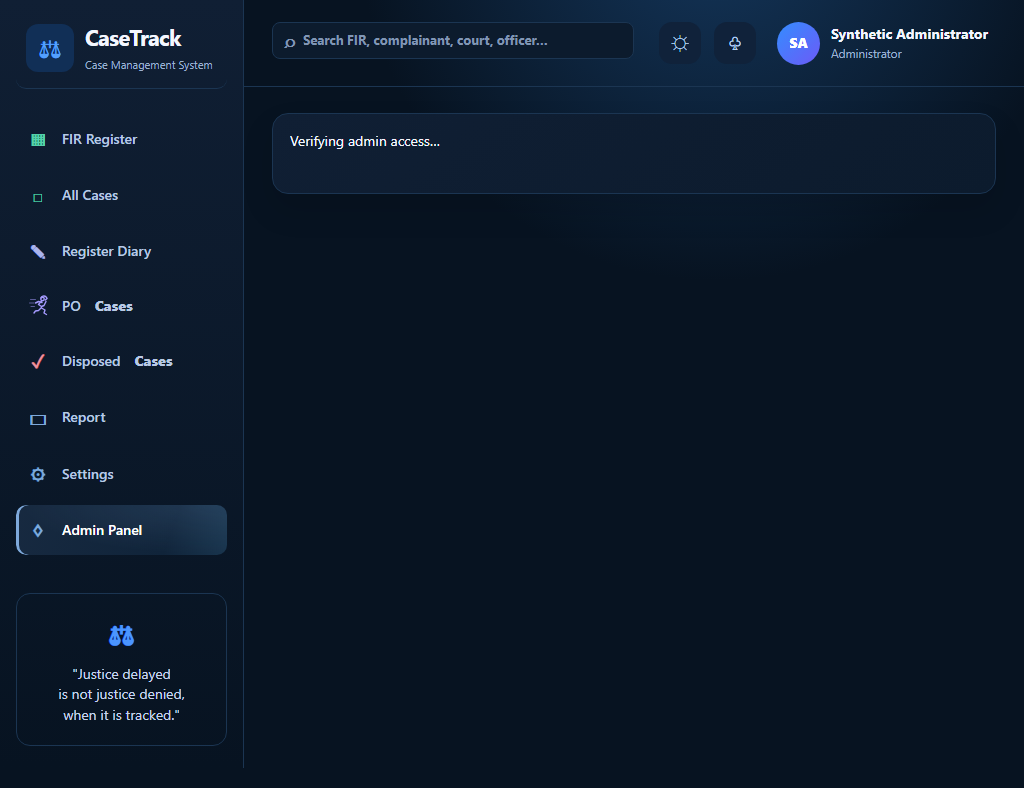 CaseTrack
Case Management System
Search FIR, complainant, court, officer...
SA
Synthetic Administrator
Administrator
FIR Register
All Cases
Register Diary
PO Cases
Disposed Cases
Report
Settings
Admin Panel
Verifying admin access...
"Justice delayed
is not justice denied,
when it is tracked."